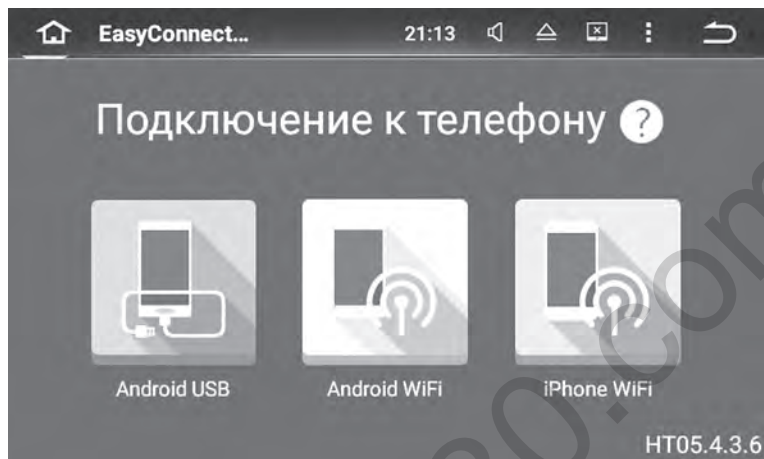 EasyConnect... 21:13
Подключение к телефону ?
Android USB Android WiFi iPhone WiFi
HT05.4.3.6